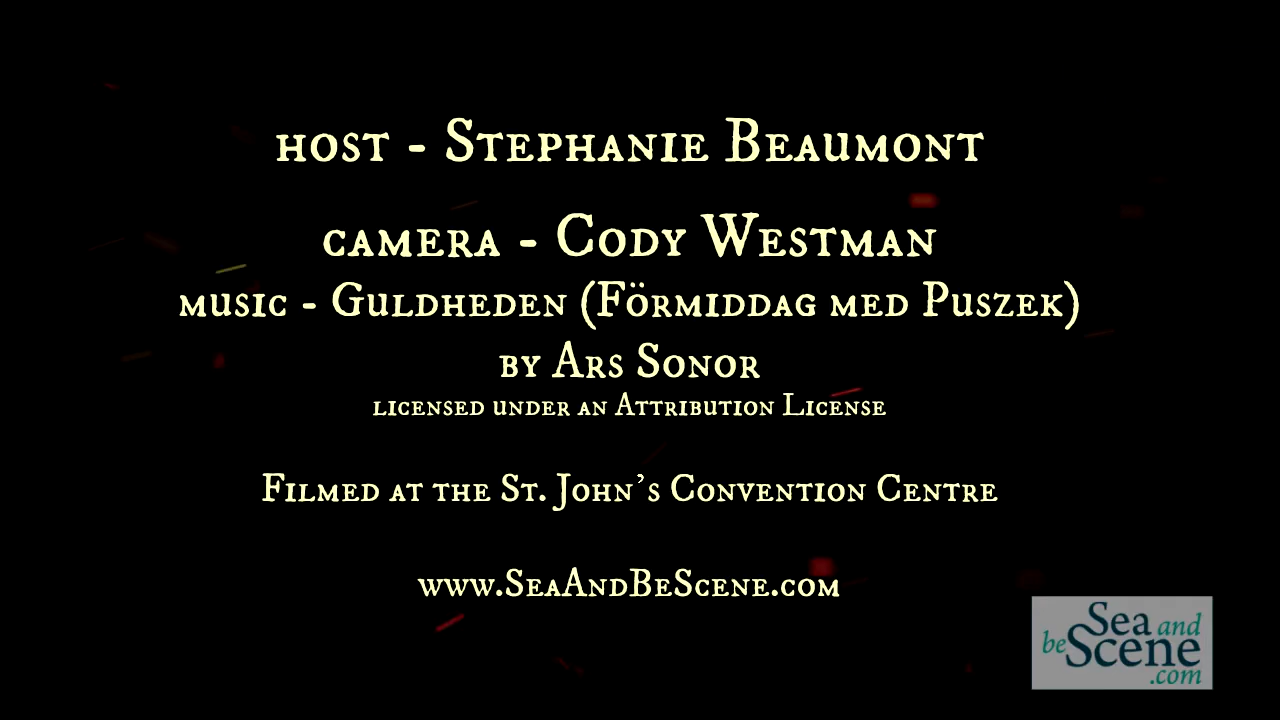 host - Stephanie Beaumont
camera - Cody Westman
music - Guldheden (Förmiddag med Puszek)
by Ars Sonor
licensed under an Attribution License
Filmed at the St. John's Convention Centre
www.SeaAndBeScene.com
Sea and
be Scene
.com